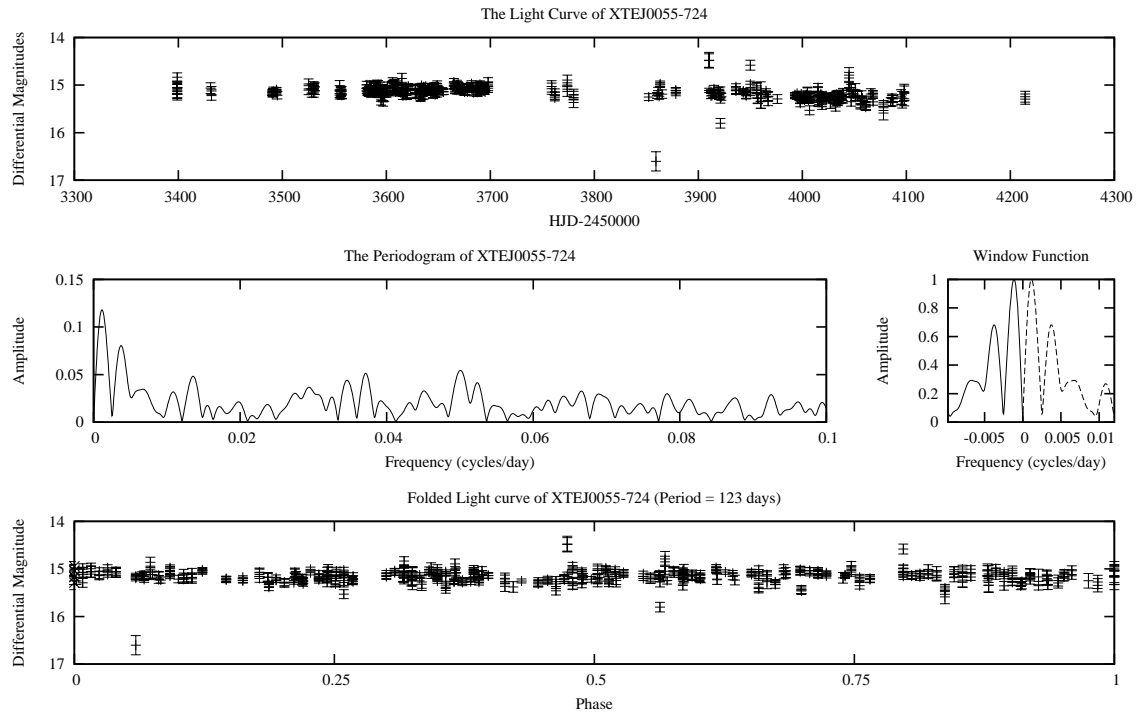 The Light Curve of XTEJ0055-724
Differential Magnitudes
14
15
16
17
3300 3400 3500 3600 3700 3800 3900 4000 4100 4200 4300
HJD-2450000
The Periodogram of XTEJ0055-724
Amplitude
0.15
0.1
0.05
0
0 0.02 0.04 0.06 0.08 0.1
Frequency (cycles/day)
Window Function
Amplitude
1
0.8
0.6
0.4
0.2
0
-0.005 0 0.005 0.01
Frequency (cycles/day)
Folded Light curve of XTEJ0055-724 (Period = 123 days)
Differential Magnitude
14
15
16
17
0 0.25 0.5 0.75 1
Phase